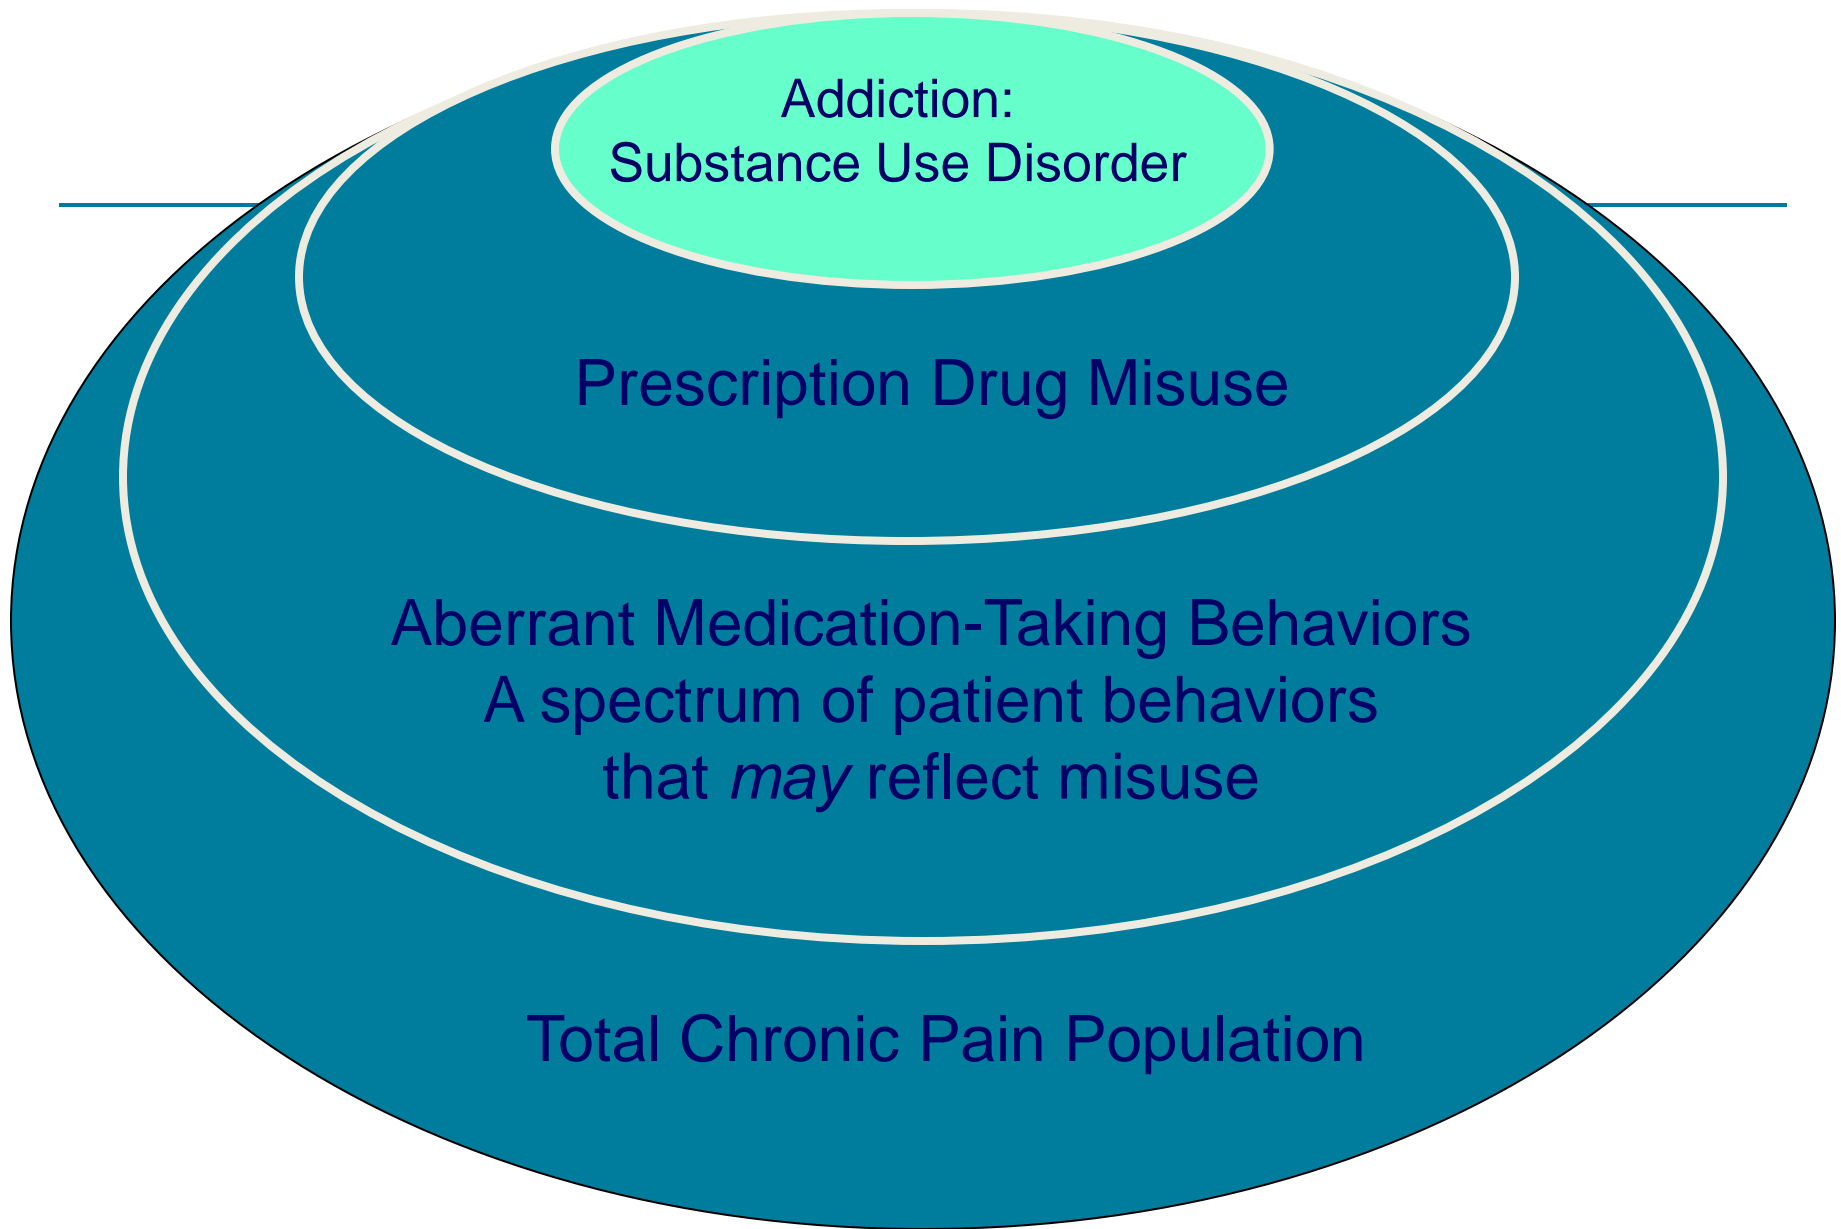 Addiction:
Substance Use Disorder
Prescription Drug Misuse
Aberrant Medication-Taking Behaviors
A spectrum of patient behaviors
that may reflect misuse
Total Chronic Pain Population